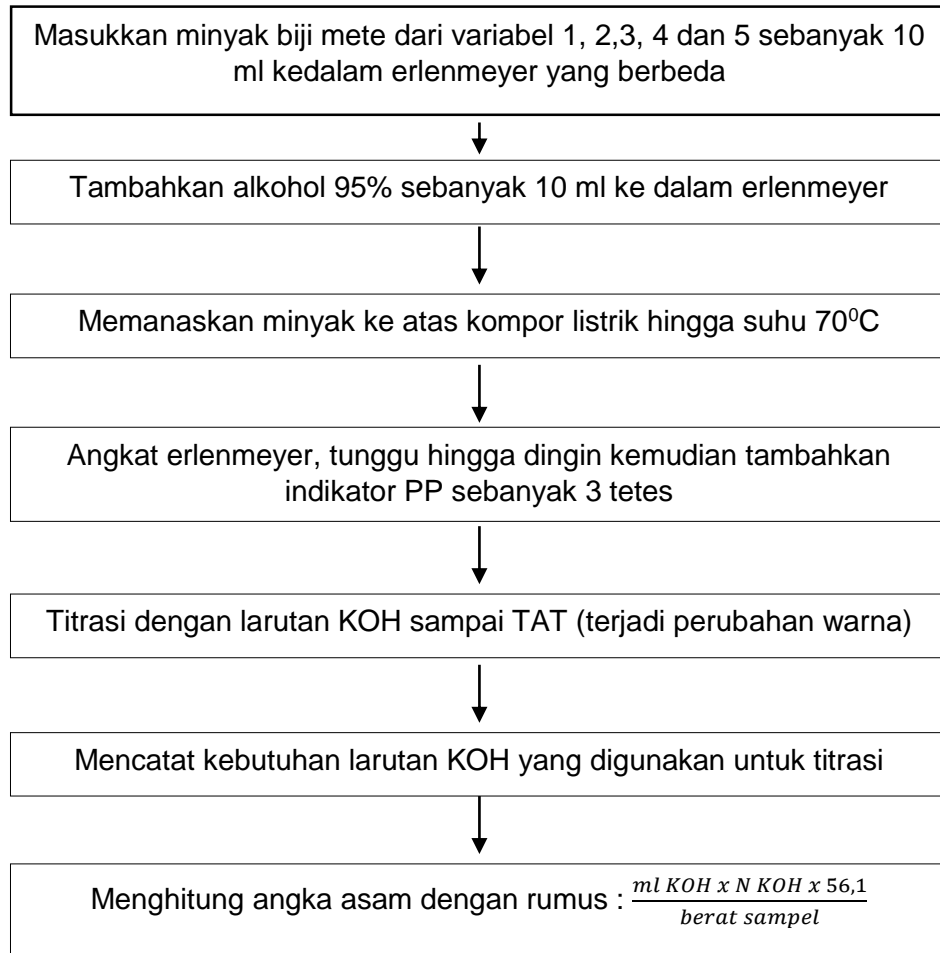 Masukkan minyak biji mete dari variabel 1, 2,3, 4 dan 5 sebanyak 10
ml kedalam erlenmeyer yang berbeda
Tambahkan alkohol 95% sebanyak 10 ml ke dalam erlenmeyer
Memanaskan minyak ke atas kompor listrik hingga suhu 70⁰C
Angkat erlenmeyer, tunggu hingga dingin kemudian tambahkan
indikator PP sebanyak 3 tetes
Titrasi dengan larutan KOH sampai TAT (terjadi perubahan warna)
Mencatat kebutuhan larutan KOH yang digunakan untuk titrasi
Menghitung angka asam dengan rumus : ml KOH x N KOH x 56,1
berat sampel